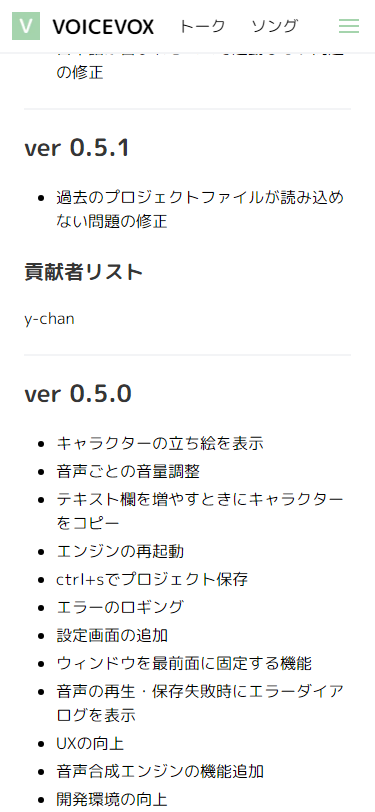 V VOICEVOX トーク ソング
の修正
ver 0.5.1
過去のプロジェクトファイルが読み込め
ない問題の修正
貢献者リスト
y-chan
ver 0.5.0
キャラクターの立ち絵を表示
音声ごとの音量調整
テキスト欄を増やすときにキャラクター
をコピー
エンジンの再起動
ctrl+sでプロジェクト保存
エラーのロギング
設定画面の追加
ウィンドウを最前面に固定する機能
音声の再生・保存失敗時にエラーダイア
ログを表示
UXの向上
音声合成エンジンの機能追加
開発環境の向上